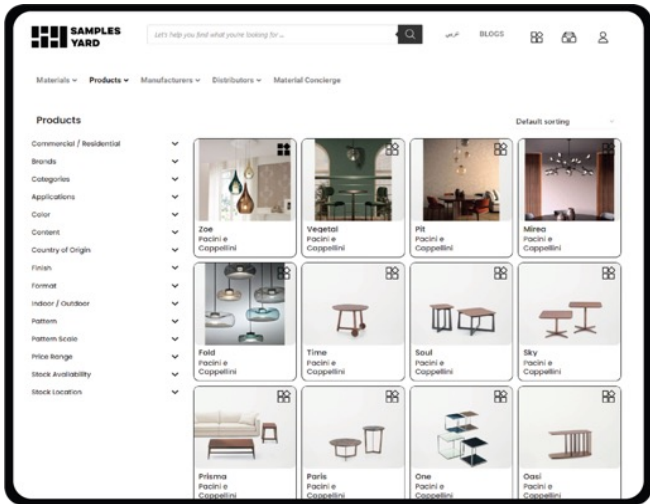 SAMPLES
YARD
Let's help you find what you're looking for ...
عربي
BLOGS
Materials
Products
Manufacturers
Distributors
Material Concierge
Products
Default sorting
Commercial / Residential
Brands
Categories
Applications
Color
Content
Country of Origin
Finish
Format
Indoor / Outdoor
Pattern
Pattern Scale
Price Range
Stock Availability
Stock Location
Zoe
Pacini e
Cappellini
Vegetal
Pacini e
Cappellini
Pit
Pacini e
Cappellini
Mirea
Pacini e
Cappellini
Fold
Pacini e
Cappellini
Time
Pacini e
Cappellini
Soul
Pacini e
Cappellini
Sky
Pacini e
Cappellini
Prisma
Pacini e
Cappellini
Paris
Pacini e
Cappellini
One
Pacini e
Cappellini
Oasi
Pacini e
Cappellini